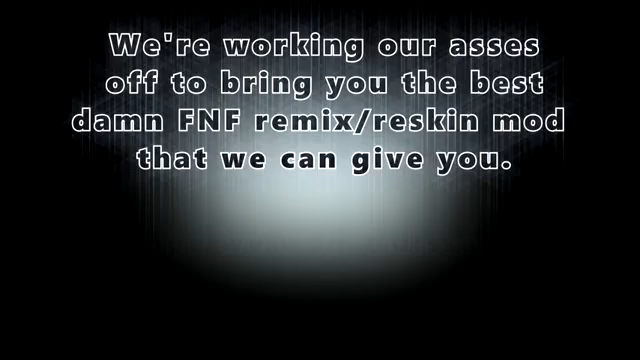 We're working our asses
off to bring you the best
damn FNF remix/reskin mod
that we can give you.